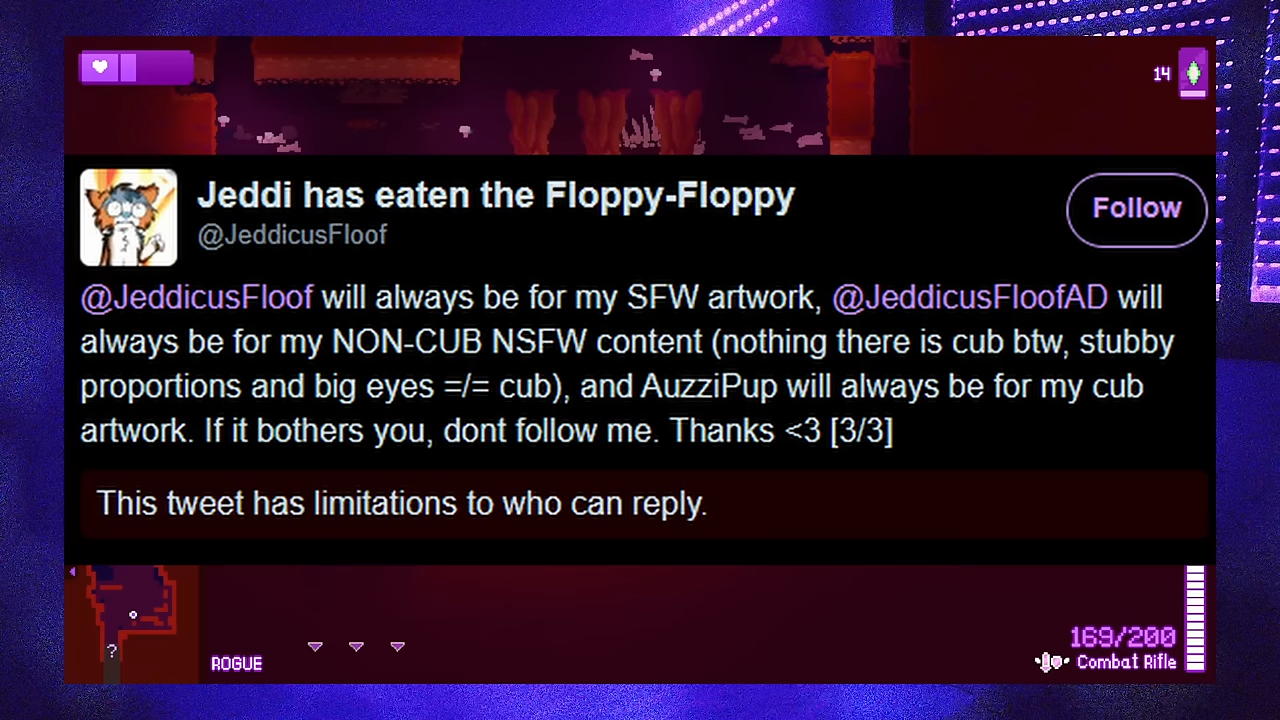 14
Jeddi has eaten the Floppy-Floppy
@JeddicusFloof
Follow
@JeddicusFloof will always be for my SFW artwork, @JeddicusFloofAD will
always be for my NON-CUB NSFW content (nothing there is cub btw, stubby
proportions and big eyes =/= cub), and AuzziPup will always be for my cub
artwork. If it bothers you, dont follow me. Thanks <3 [3/3]
This tweet has limitations to who can reply.
?
ROGUE
169/200
Combat Rifle